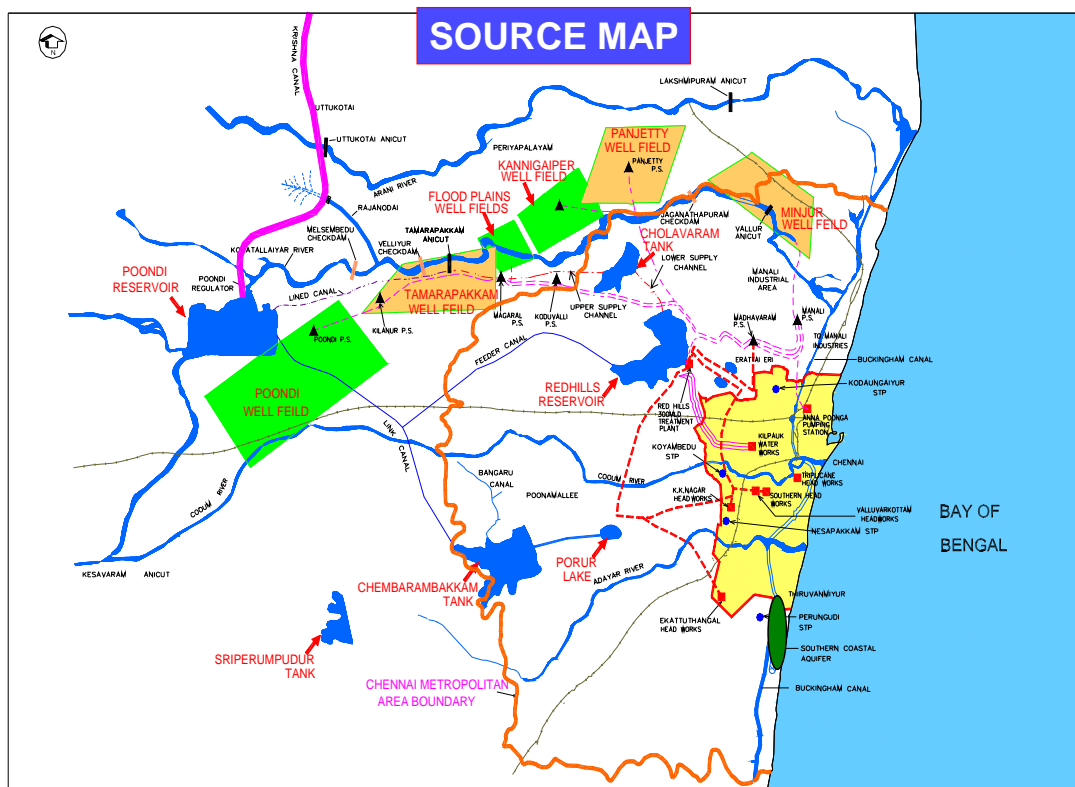 SOURCE MAP
N
KRISHNA CANAL
LAKSHMIPURAM ANICUT
UTTUKOTAI
UTTUKOTAI ANICUT
PERIYAPALAYAM
ARANI RIVER
PANJETTY
WELL FIELD
PANJETTY
P.S.
KANNIGAIPER
WELL FIELD
FLOOD PLAINS
WELL FIELDS
RAJANODAI
MELSEMBEDU
CHECKDAM
TAMARAPAKKAM
ANICUT
VELLIYUR
CHECKDAM
JAGANATHAPURAM
CHECKDAM
MINJUR
WELL FEILD
VALLUR
ANICUT
CHOLAVARAM
TANK
LOWER SUPPLY
CHANNEL
KOSATALLAIYAR RIVER
POONDI
RESERVOIR
POONDI
REGULATOR
LINED CANAL
TAMARAPAKKAM
WELL FEILD
KILANUR P.S.
MAGARAL
P.S.
KODUVALLI
P.S.
UPPER SUPPLY
CHANNEL
MANALI
INDUSTRIAL
AREA
MADHAVARAM
P.S.
MANALI
P.S.
TO MANALI
INDUSTRIES
POONDI P.S.
FEEDER CANAL
ERATTAI ERI
BUCKINGHAM CANAL
REDHILLS
RESERVOIR
KODAUNGAIYUR
STP
POONDI
WELL FEILD
RED HILLS
300MLD
TREATMENT
PLANT
ANNA POONGA
PUMPING
STATION
LINK
CANAL
KOYAMBEDU
STP
KILPAUK
WATER
WORKS
CHENNAI
BANGARU
CANAL
COOUM RIVER
TRIPLICANE
HEAD WORKS
POONAMALLEE
K.K.NAGAR
HEADWORKS
SOUTHERN HEAD
WORKS
VALLUVARKOTTAM
HEADWORKS
COOUM RIVER
NESAPAKKAM STP
BAY OF
BENGAL
KESAVARAM ANICUT
CHEMBARAMBAKKAM
TANK
PORUR
LAKE
ADAYAR RIVER
THIRUVANMIYUR
EKATTUTHANGAL
HEAD WORKS
PERUNGUDI
STP
SRIPERUMPUDUR
TANK
SOUTHERN COASTAL
AQUIFER
CHENNAI METROPOLITAN
AREA BOUNDARY
BUCKINGHAM CANAL